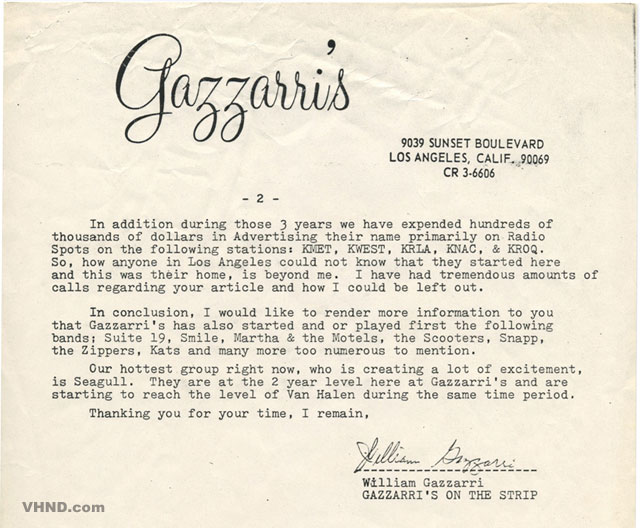 Gazzarri's
9039 SUNSET BOULEVARD
LOS ANGELES, CALIF. 90069
CR 3-6606
- 2 -
In addition during those 3 years we have expended hundreds of
thousands of dollars in Advertising their name primarily on Radio
Spots on the following stations: KMET, KWEST, KRLA, KNAC, & KROQ.
So, how anyone in Los Angeles could not know that they started here
and this was their home, is beyond me.  I have had tremendous amounts of
calls regarding your article and how I could be left out.
In conclusion, I would like to render more information to you
that Gazzarri's has also started and or played first the following
bands; Suite 19, Smile, Martha & the Motels, the Scooters, Snapp,
the Zippers, Kats and many more too numerous to mention.
Our hottest group right now, who is creating a lot of excitement,
is Seagull.  They are at the 2 year level here at Gazzarri's and are
starting to reach the level of Van Halen during the same time period.
Thanking you for your time, I remain,
William Gazzarri
William Gazzarri
GAZZARRI'S ON THE STRIP
VHND.com